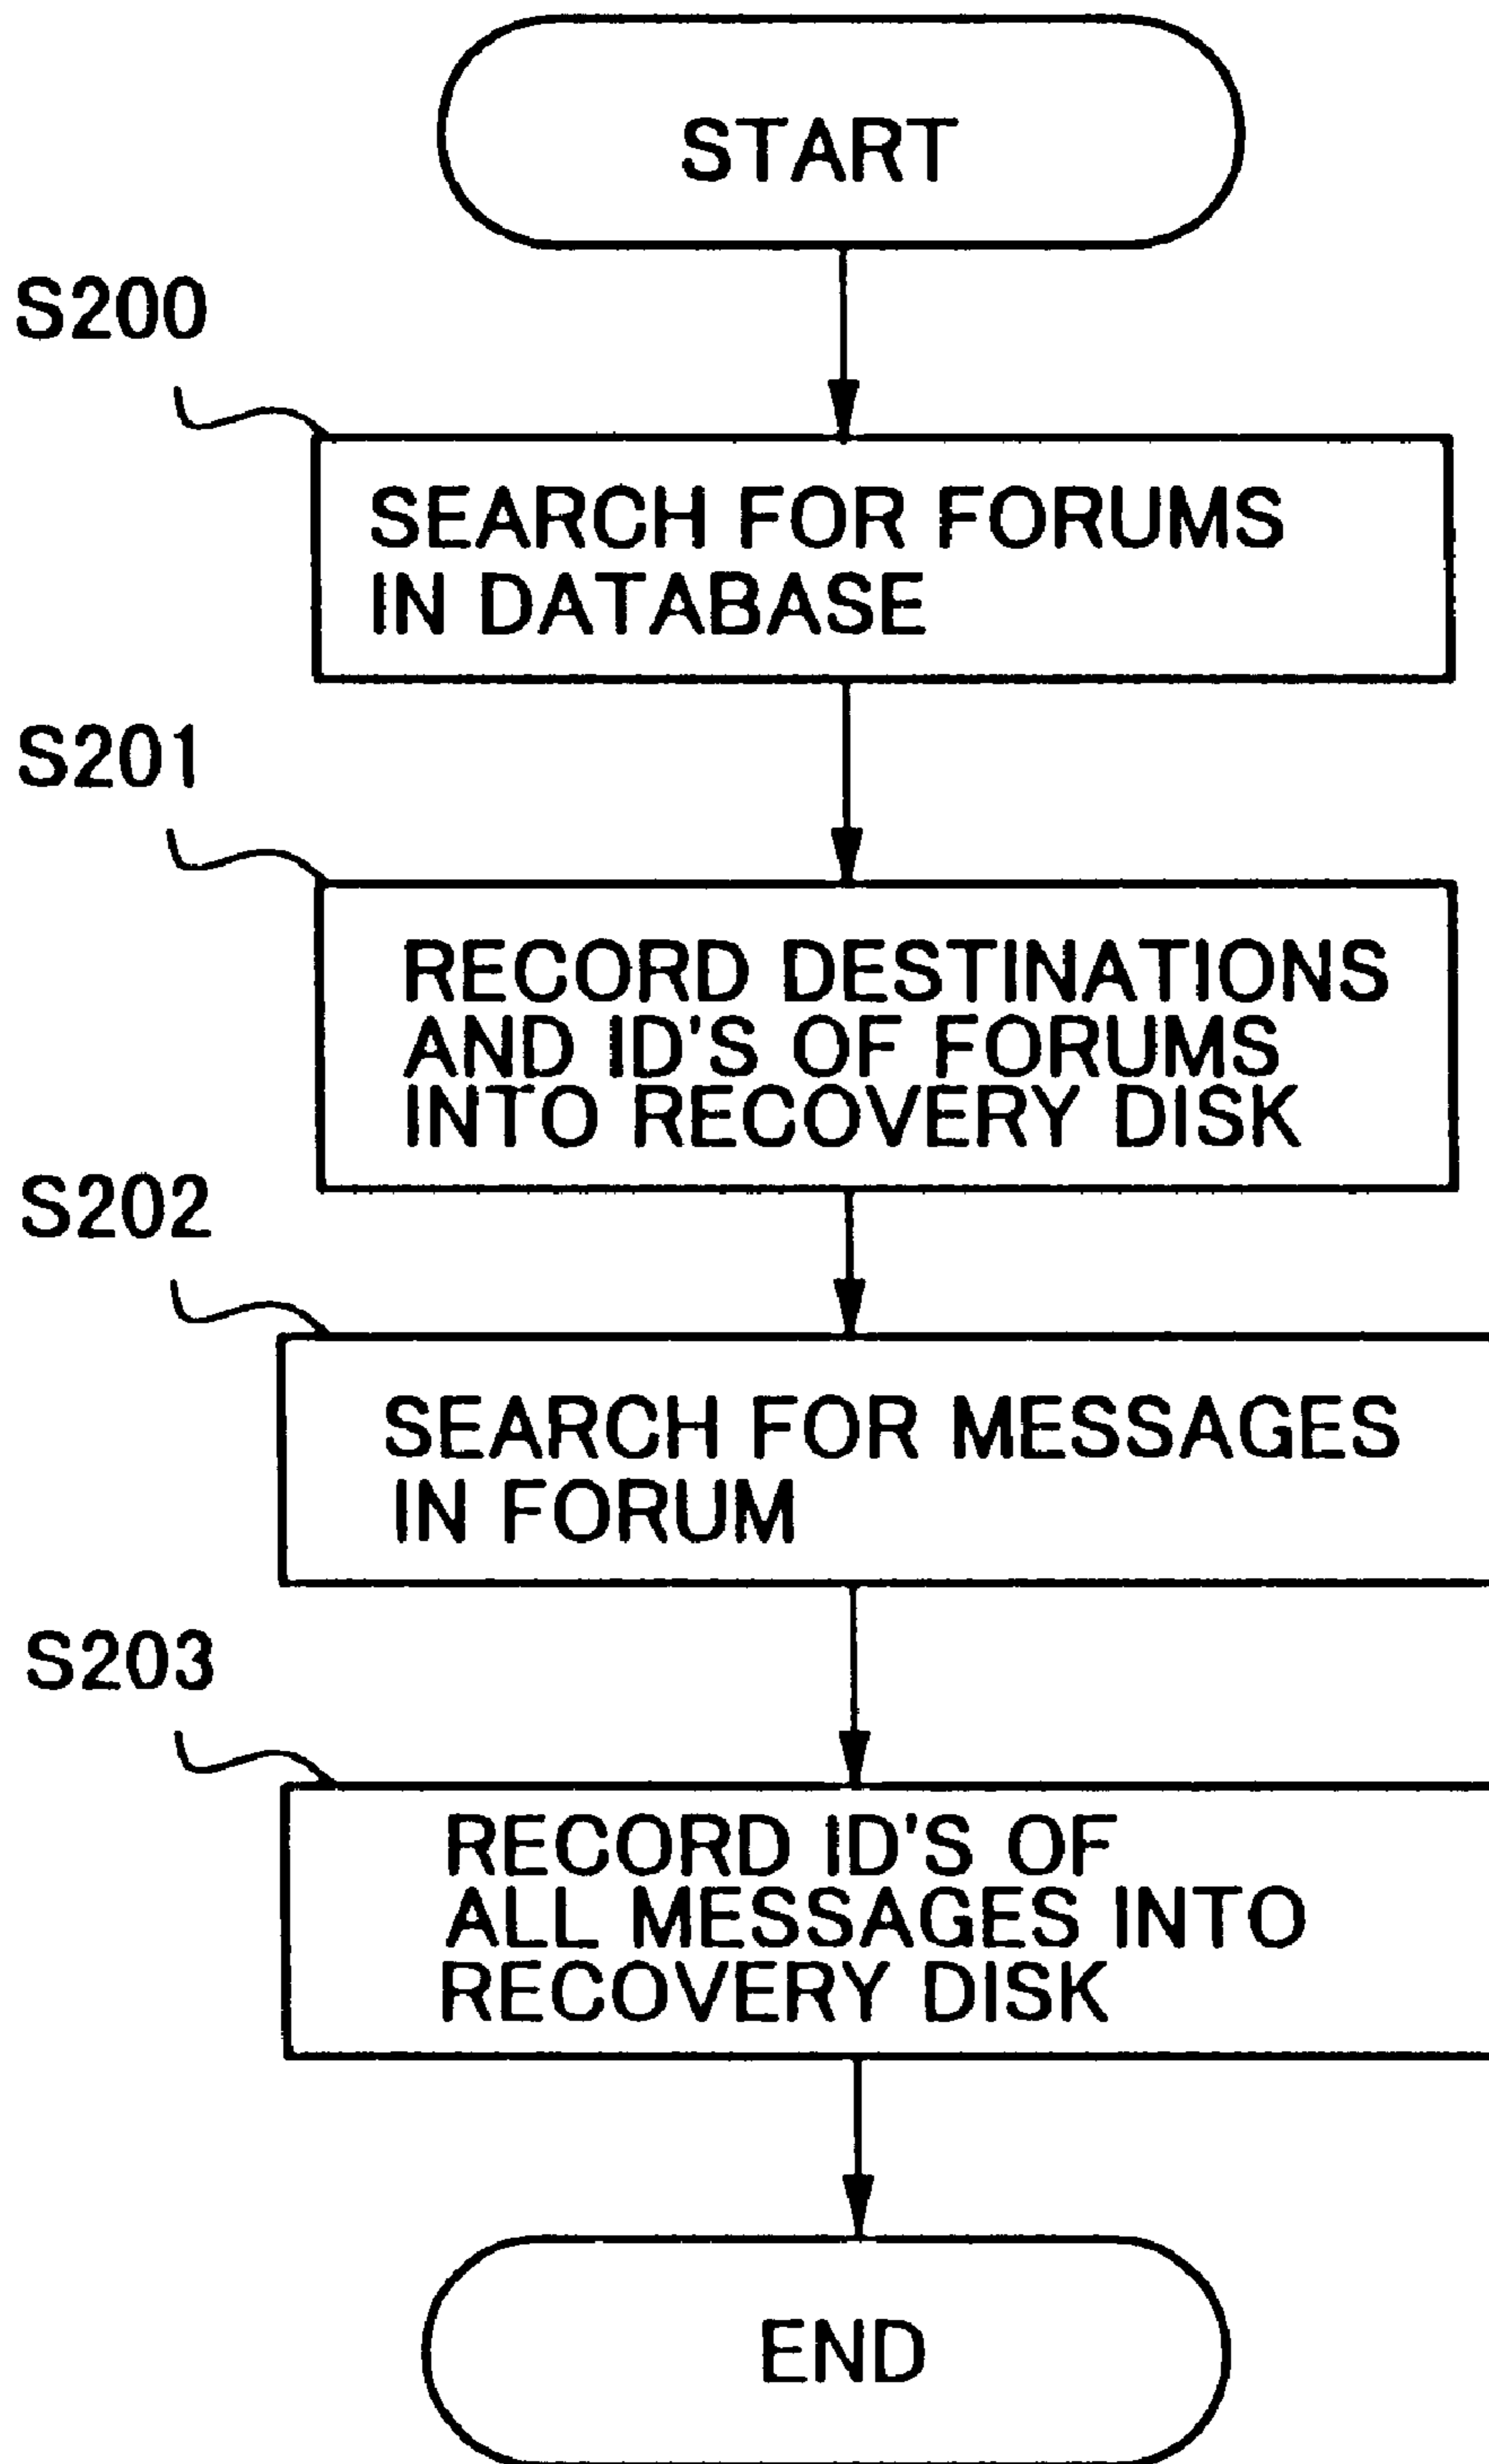 START
S200
SEARCH FOR FORUMS
IN DATABASE
S201
RECORD DESTINATIONS
AND ID'S OF FORUMS
INTO RECOVERY DISK
S202
SEARCH FOR MESSAGES
IN FORUM
S203
RECORD ID'S OF
ALL MESSAGES INTO
RECOVERY DISK
END